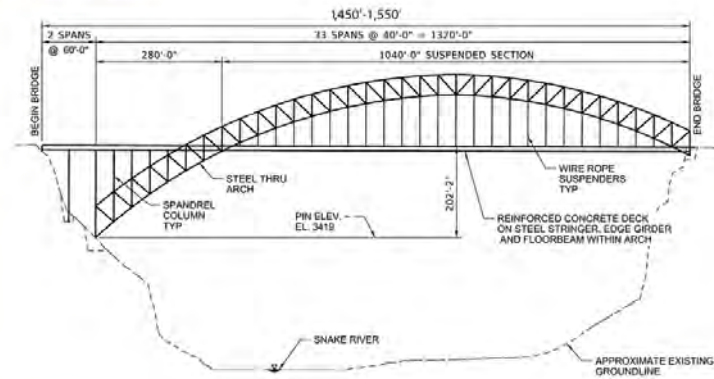 1,450'-1,550'
2 SPANS
@ 60'-0"
33 SPANS @ 40'-0" = 1320'-0"
280'-0"
1040'-0" SUSPENDED SECTION
BEGIN BRIDGE
END BRIDGE
STEEL THRU
ARCH
WIRE ROPE
SUSPENDERS
TYP
SPANDREL
COLUMN
TYP
202'-2"
PIN ELEV.
EL. 3419
REINFORCED CONCRETE DECK
ON STEEL STRINGER, EDGE GIRDER
AND FLOORBEAM WITHIN ARCH
SNAKE RIVER
APPROXIMATE EXISTING
GROUNDLINE